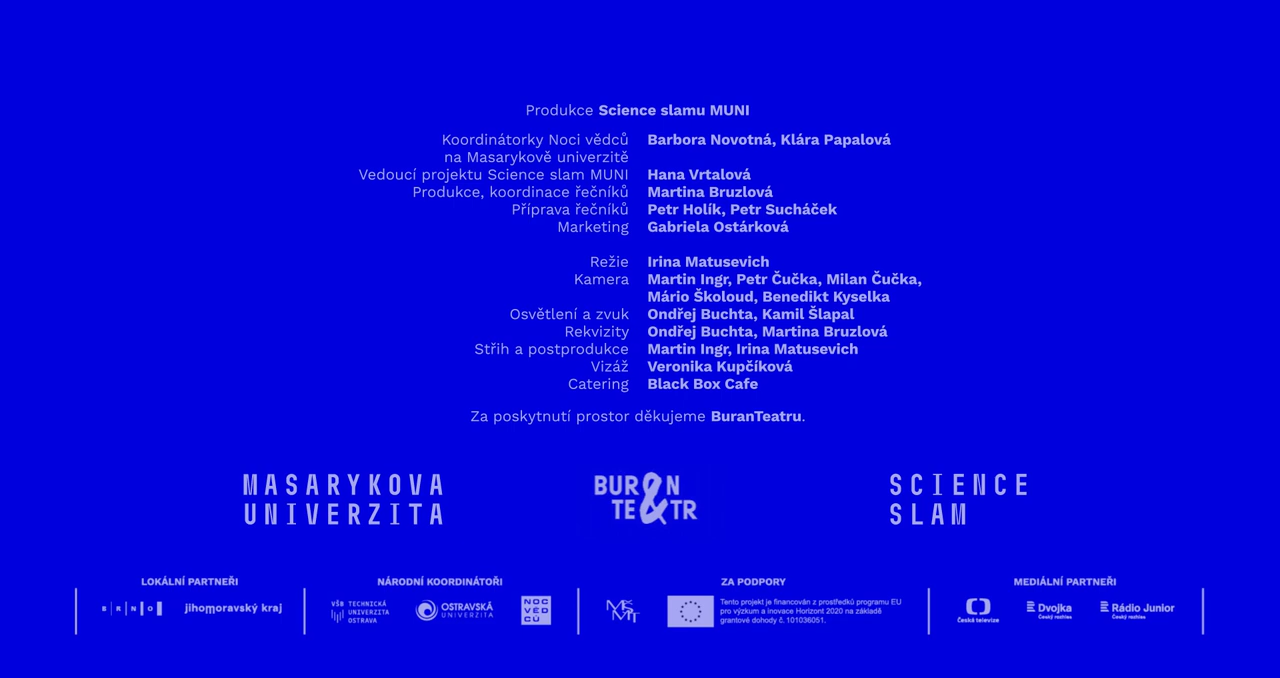 Produkce Science slamu MUNI
Koordinátorky Noci vědců Barbora Novotná, Klára Papalová
na Masarykově univerzitě
Vedoucí projektu Science slam MUNI Hana Vrtalová
Produkce, koordinace řečníků Martina Bruzlová
Příprava řečníků Petr Holík, Petr Sucháček
Marketing Gabriela Ostárková
Režie Irina Matusevich
Kamera Martin Ingr, Petr Čučka, Milan Čučka,
Mário Školoud, Benedikt Kyselka
Osvětlení a zvuk Ondřej Buchta, Kamil Šlapal
Rekvizity Ondřej Buchta, Martina Bruzlová
Střih a postprodukce Martin Ingr, Irina Matusevich
Vizáž Veronika Kupčíková
Catering Black Box Cafe
Za poskytnutí prostor děkujeme BuranTeatru.
MASARYKOVA
UNIVERZITA
BUR&N
TE&TR
SCIENCE
SLAM
LOKÁLNÍ PARTNEŘI
BRNO
jihomoravský kraj
NÁRODNÍ KOORDINÁTOŘI
VŠB TECHNICKÁ
UNIVERZITA
OSTRAVA
OSTRAVSKÁ
UNIVERZITA
NOC
VĚD
CŮ
ZA PODPORY
MŠMT
Tento projekt je financován z prostředků programu EU
pro výzkum a inovace Horizont 2020 na základě
grantové dohody č. 101036051.
MEDIÁLNÍ PARTNEŘI
Česká televize
Dvojka
Český rozhlas
Rádio Junior
Český rozhlas